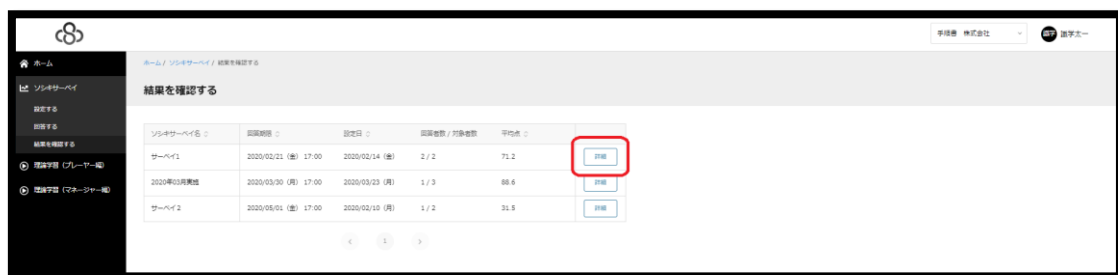 手順書 株式会社
識学 識学太一
ホーム
ソシキサーベイ
設定する
回答する
結果を確認する
理論学習（プレーヤー編）
理論学習（マネージャー編）
ホーム / ソシキサーベイ / 結果を確認する
結果を確認する
ソシキサーベイ名 回答期限 設定日 回答者数 / 対象者数 平均点
サーベイ1 2020/02/21（金）17:00 2020/02/14（金） 2 / 2 71.2 詳細
2020年03月実施 2020/03/30（月）17:00 2020/03/23（月） 1 / 3 88.6 詳細
サーベイ2 2020/05/01（金）17:00 2020/02/10（月） 1 / 2 31.5 詳細
< 1 >